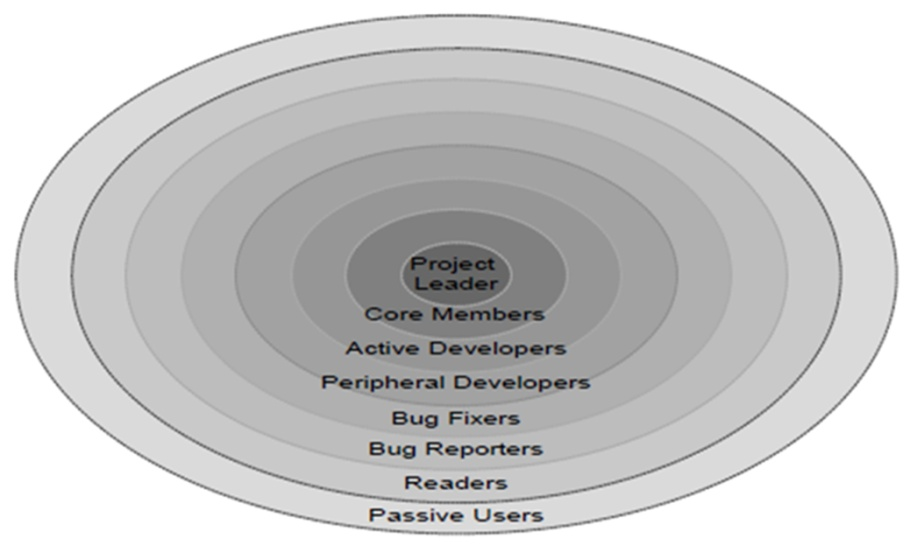 Project
Leader
Core Members
Active Developers
Peripheral Developers
Bug Fixers
Bug Reporters
Readers
Passive Users